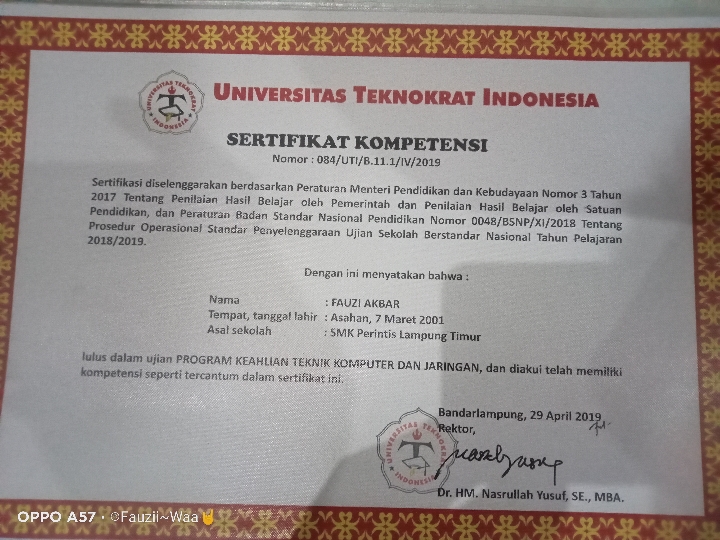 UNIVERSITAS TEKNOKRAT INDONESIA
UNIVERSITAS TEKNOKRAT
INDONESIA
SERTIFIKAT KOMPETENSI
Nomor : 084/UTI/B.11.1/IV/2019
Sertifikasi diselenggarakan berdasarkan Peraturan Menteri Pendidikan dan Kebudayaan Nomor 3 Tahun
2017 Tentang Penilaian Hasil Belajar oleh Pemerintah dan Penilaian Hasil Belajar oleh Satuan
Pendidikan, dan Peraturan Badan Standar Nasional Pendidikan Nomor 0048/BSNP/XI/2018 Tentang
Prosedur Operasional Standar Penyelenggaraan Ujian Sekolah Berstandar Nasional Tahun Pelajaran
2018/2019.
Dengan ini menyatakan bahwa :
Nama : FAUZI AKBAR
Tempat, tanggal lahir : Asahan, 7 Maret 2001
Asal sekolah : SMK Perintis Lampung Timur
lulus dalam ujian PROGRAM KEAHLIAN TEKNIK KOMPUTER DAN JARINGAN, dan diakui telah memiliki
kompetensi seperti tercantum dalam sertifikat ini.
Bandarlampung, 29 April 2019
Rektor,
UNIVERSITAS TEKNOKRAT
INDONESIA
Dr. HM. Nasrullah Yusuf, SE., MBA.
OPPO A57 · ©Fauzii~Waa🤘